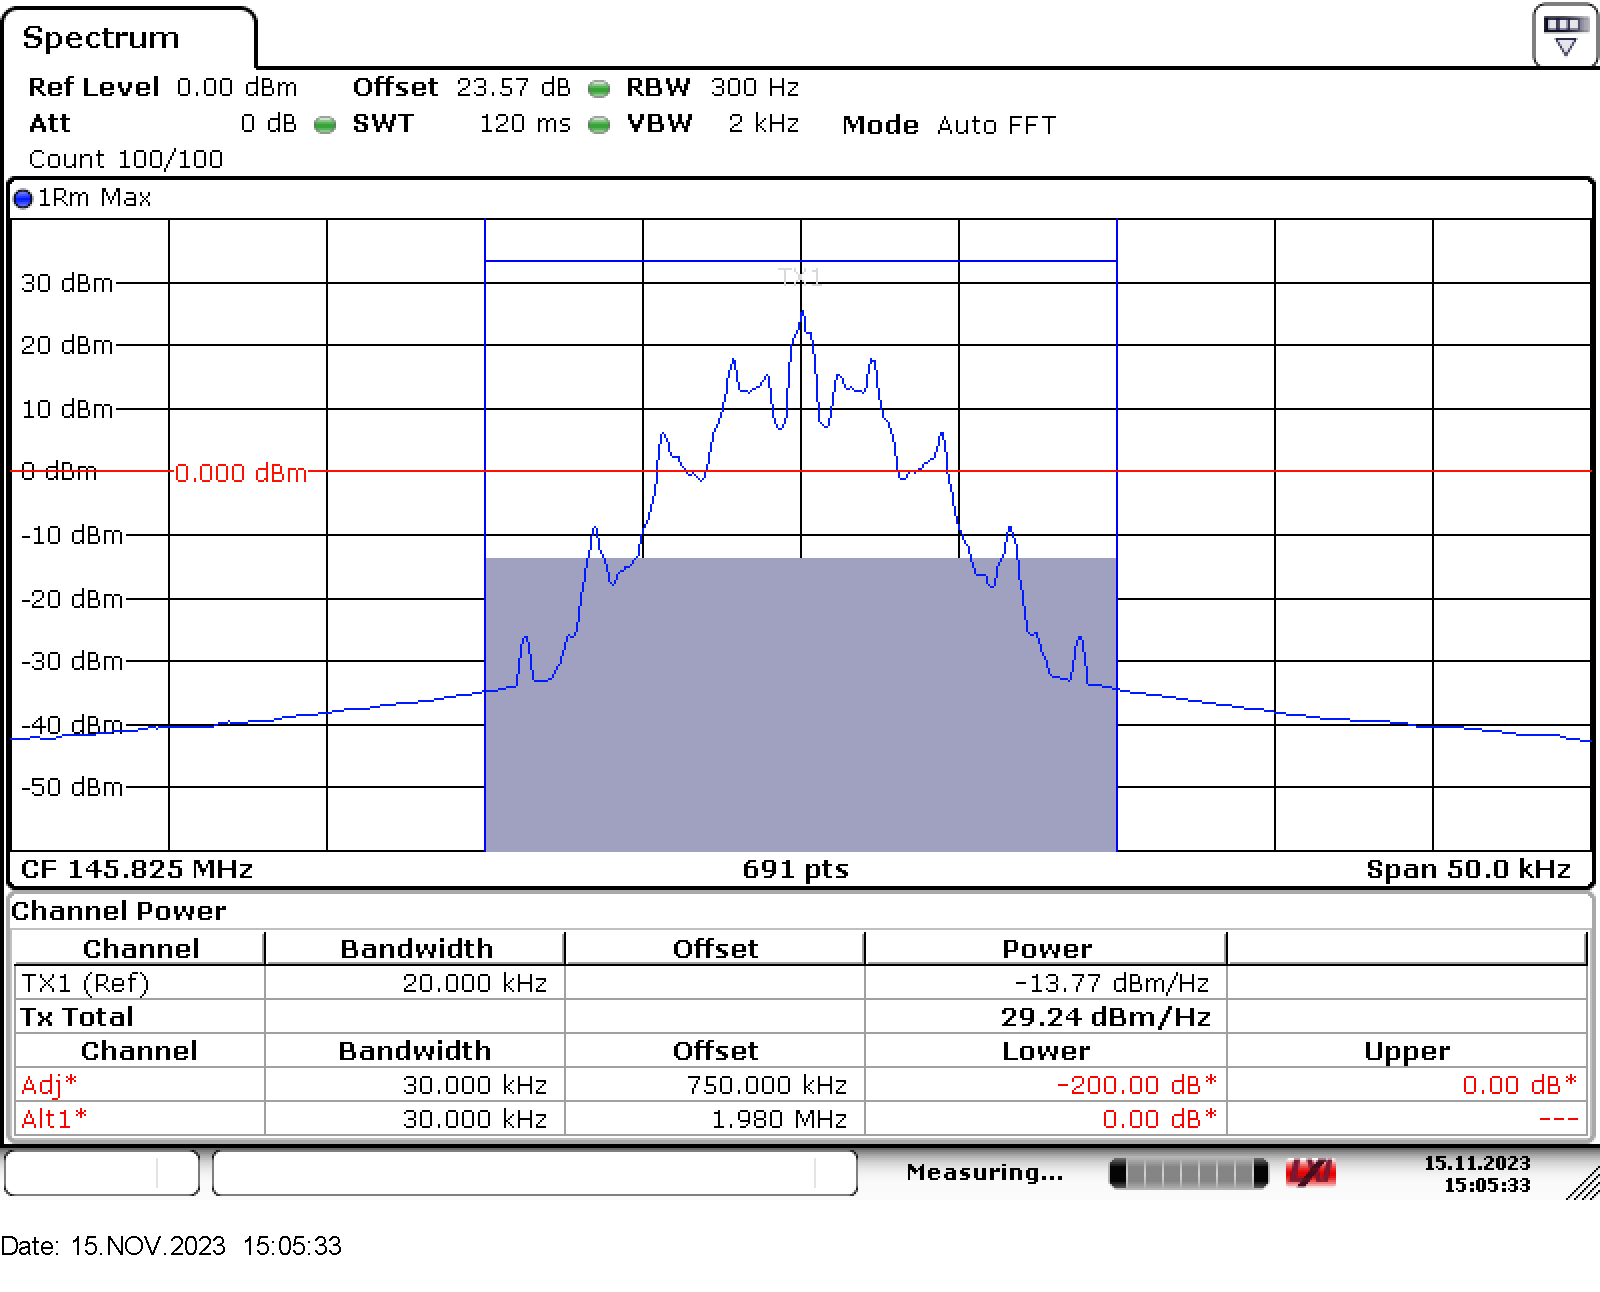 Spectrum
Ref Level 0.00 dBm Offset 23.57 dB RBW 300 Hz
Att 0 dB SWT 120 ms VBW 2 kHz Mode Auto FFT
Count 100/100
1Rm Max
TX1
30 dBm
20 dBm
10 dBm
0 dBm 0.000 dBm
-10 dBm
-20 dBm
-30 dBm
-40 dBm
-50 dBm
CF 145.825 MHz 691 pts Span 50.0 kHz
Channel Power
Channel Bandwidth Offset Power
TX1 (Ref) 20.000 kHz -13.77 dBm/Hz
Tx Total 29.24 dBm/Hz
Channel Bandwidth Offset Lower Upper
Adj* 30.000 kHz 750.000 kHz -200.00 dB* 0.00 dB*
Alt1* 30.000 kHz 1.980 MHz 0.00 dB* ---
Measuring... LXI 15.11.2023
15:05:33
Date: 15.NOV.2023 15:05:33